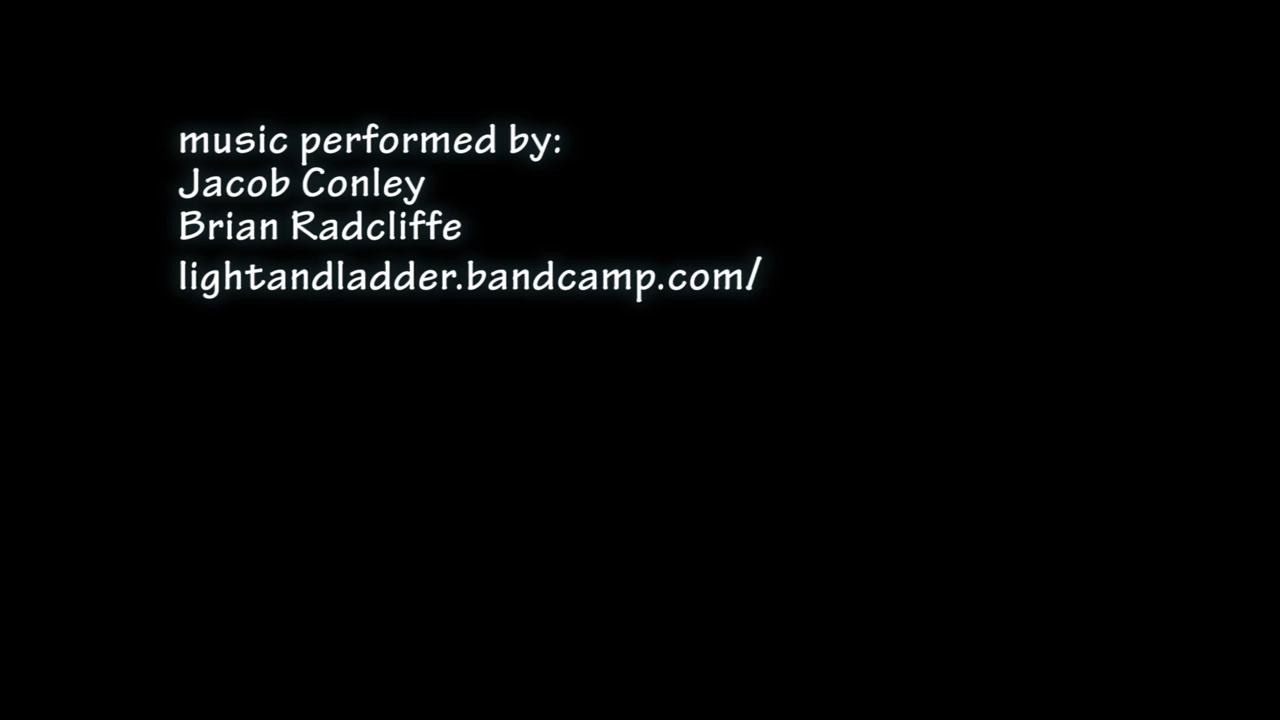 music performed by:
Jacob Conley
Brian Radcliffe
lightandladder.bandcamp.com/